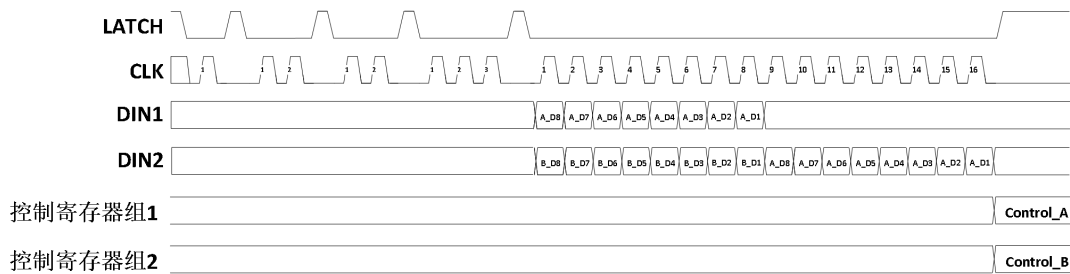 LATCH
CLK 1 1 2 1 2 1 2 3 1 2 3 4 5 6 7 8 9 10 11 12 13 14 15 16
DIN1 A_D8 A_D7 A_D6 A_D5 A_D4 A_D3 A_D2 A_D1
DIN2 B_D8 B_D7 B_D6 B_D5 B_D4 B_D3 B_D2 B_D1 A_D8 A_D7 A_D6 A_D5 A_D4 A_D3 A_D2 A_D1
控制寄存器组1 Control_A
控制寄存器组2 Control_B